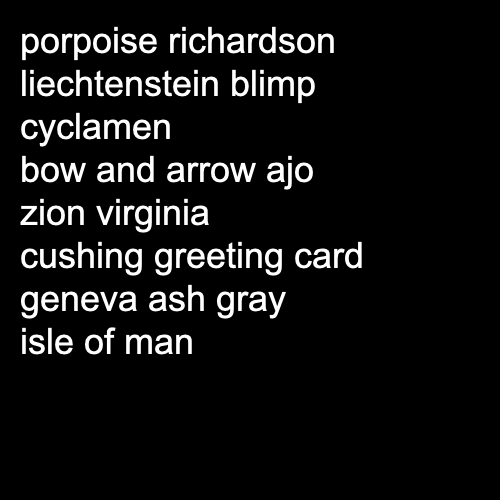 porpoise richardson
liechtenstein blimp
cyclamen
bow and arrow ajo
zion virginia
cushing greeting card
geneva ash gray
isle of man